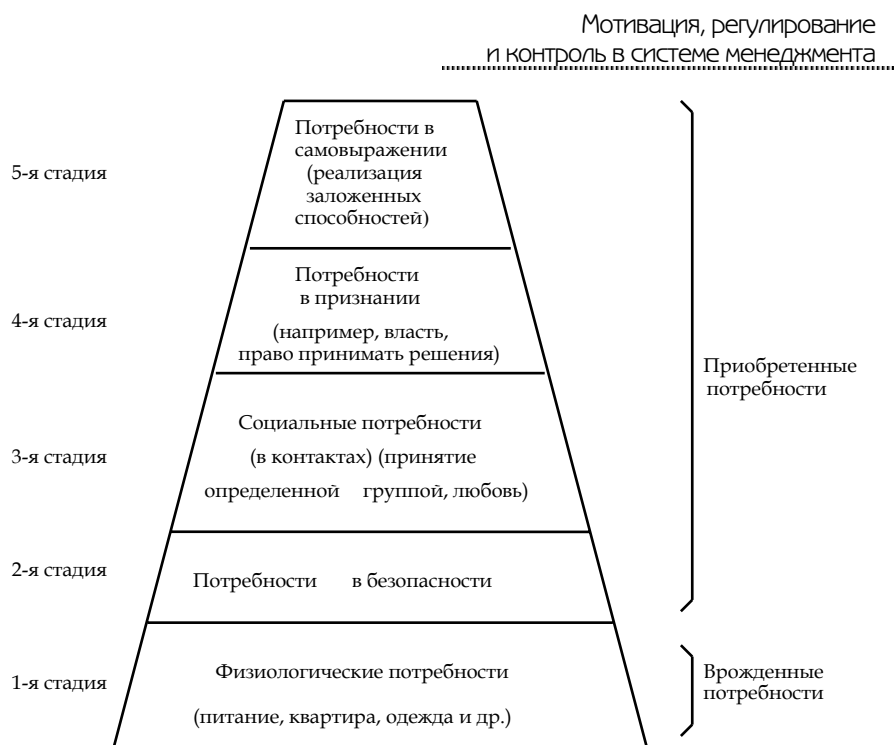 Мотивация, регулирование
и контроль в системе менеджмента
5-я стадия
Потребности в
самовыражении
(реализация
заложенных
способностей)
4-я стадия
Потребности
в признании
(например, власть,
право принимать решения)
Приобретенные
потребности
3-я стадия
Социальные потребности
(в контактах) (принятие
определенной группой, любовь)
2-я стадия
Потребности в безопасности
1-я стадия
Физиологические потребности
(питание, квартира, одежда и др.)
Врожденные
потребности